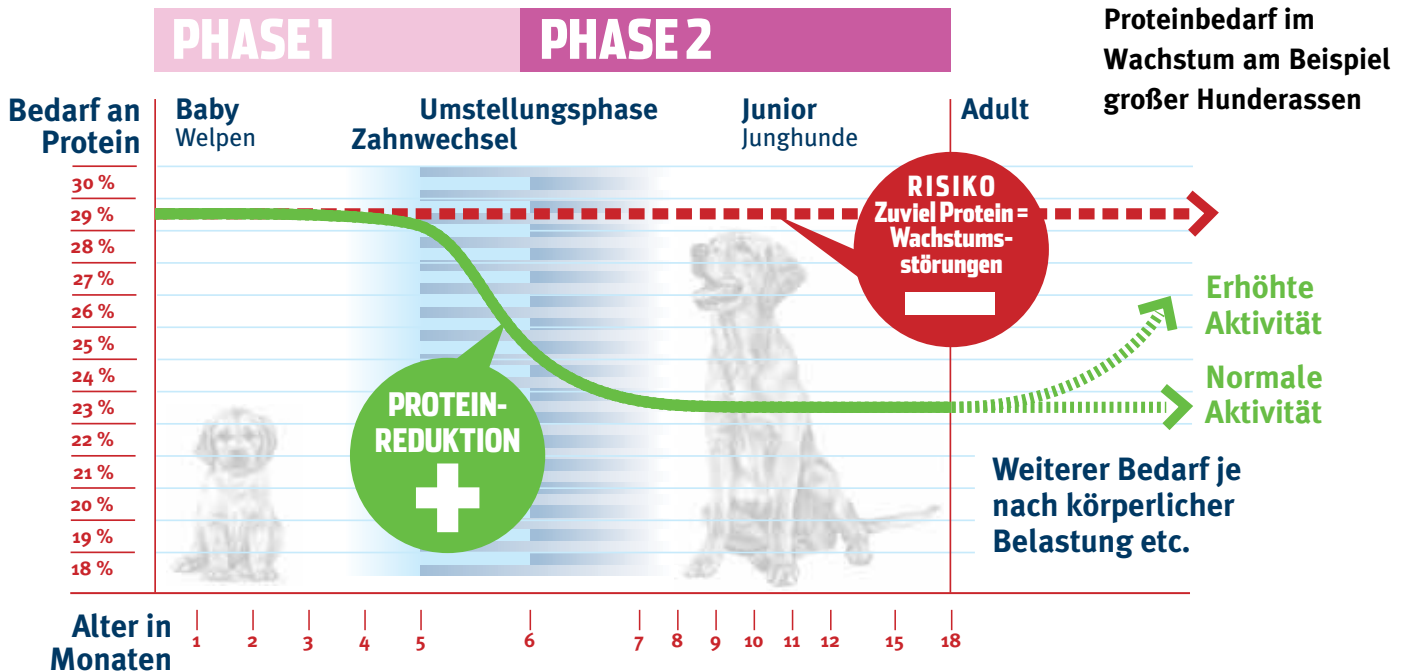 PHASE 1
PHASE 2
Proteinbedarf im
Wachstum am Beispiel
großer Hunderassen
Bedarf an
Protein
Baby
Welpen
Zahnwechsel
Umstellungsphase
Junior
Junghunde
Adult
30 %
29 %
28 %
27 %
26 %
25 %
24 %
23 %
22 %
21 %
20 %
19 %
18 %
RISIKO
Zuviel Protein =
Wachstums-
störungen
PROTEIN-
REDUKTION
Erhöhte
Aktivität
Normale
Aktivität
Weiterer Bedarf je
nach körperlicher
Belastung etc.
Alter in
Monaten
1 2 3 4 5 6 7 8 9 10 11 12 15 18